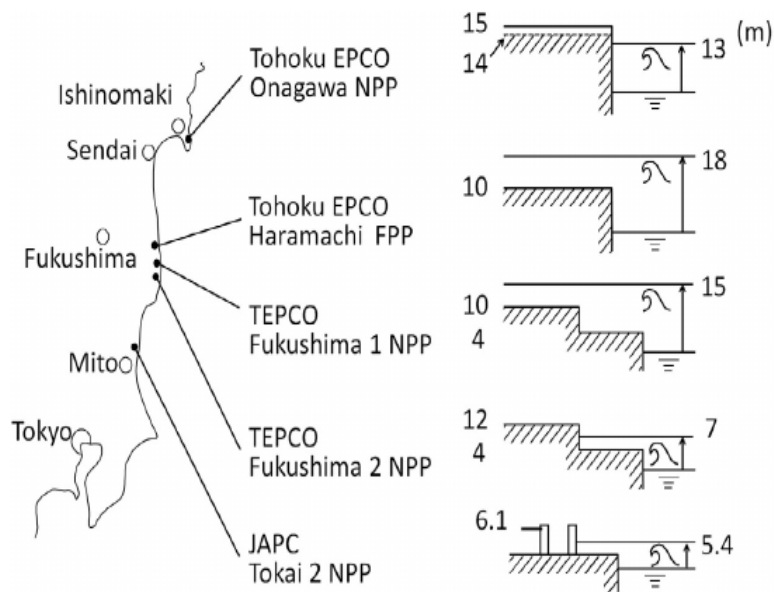 Tohoku EPCO
Onagawa NPP
Ishinomaki
Sendai
Tohoku EPCO
Haramachi FPP
Fukushima
TEPCO
Fukushima 1 NPP
Mito
Tokyo
TEPCO
Fukushima 2 NPP
JAPC
Tokai 2 NPP
(m)
15
14
13
10
18
10
4
15
12
4
7
6.1
5.4